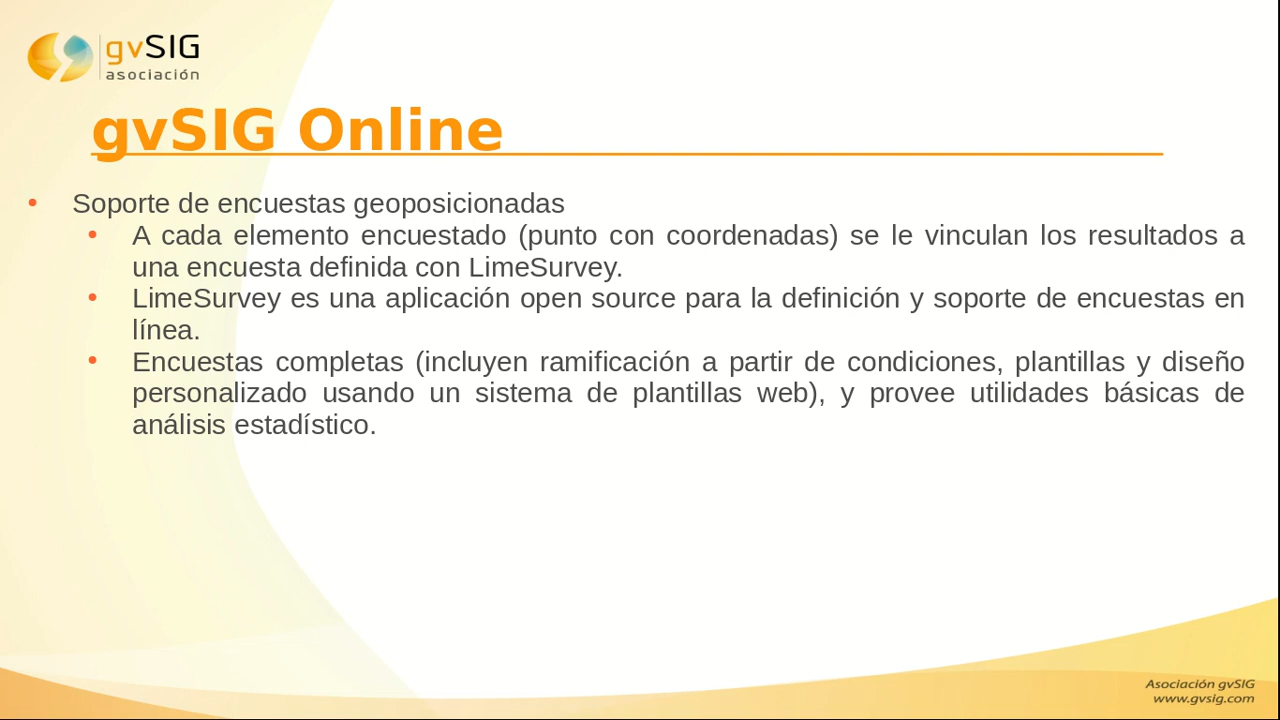 gvSIG
asociación
gvSIG Online
• Soporte de encuestas geoposicionadas
• A cada elemento encuestado (punto con coordenadas) se le vinculan los resultados a
una encuesta definida con LimeSurvey.
• LimeSurvey es una aplicación open source para la definición y soporte de encuestas en
línea.
• Encuestas completas (incluyen ramificación a partir de condiciones, plantillas y diseño
personalizado usando un sistema de plantillas web), y provee utilidades básicas de
análisis estadístico.
Asociación gvSIG
www.gvsig.com